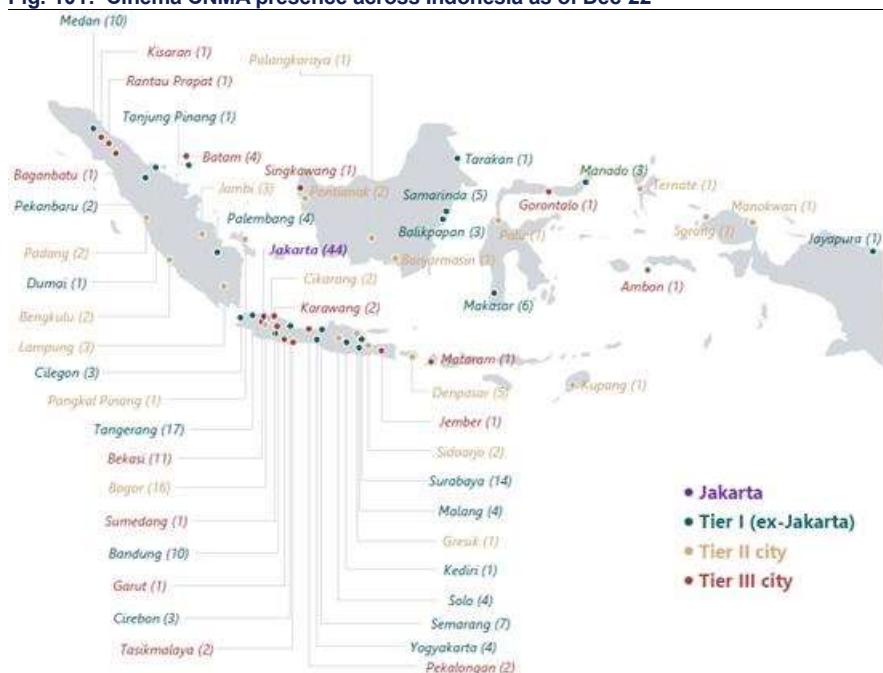 Fig. 101: Cinema CNMA presence across Indonesia as of Dec-22
Medan (10)
Kisaran (1)
Rantau Prapat (1)
Palangkaraya (1)
Tanjung Pinang (1)
Batam (4)
Singkawang (1)
Tarakan (1)
Manado (3)
Baganbatu (1)
Jambi (3)
Pontianak (2)
Samarinda (5)
Gorontalo (1)
Ternate (1)
Pekanbaru (2)
Palembang (4)
Balikpapan (3)
Palu (1)
Sorong (1)
Manokwari (1)
Jayapura (1)
Padang (2)
Jakarta (44)
Banjarmasin
Dumai (1)
Cikarang (2)
Ambon (1)
Bengkulu (2)
Karawang (2)
Makasar (6)
Lampung (3)
Cilegon (3)
Mataram (1)
Pangkal Pinang (1)
Denpasar (5)
Kupang (1)
Tangerang (17)
Jember (1)
Bekasi (11)
Sidoarjo (2)
Bogor (16)
Surabaya (14)
Sumedang (1)
Malang (4)
Bandung (10)
Gresik (1)
Garut (1)
Kediri (1)
Cirebon (3)
Solo (4)
Tasikmalaya (2)
Semarang (7)
Yogyakarta (4)
Pekalongan (2)
Jakarta
Tier I (ex-Jakarta)
Tier II city
Tier III city